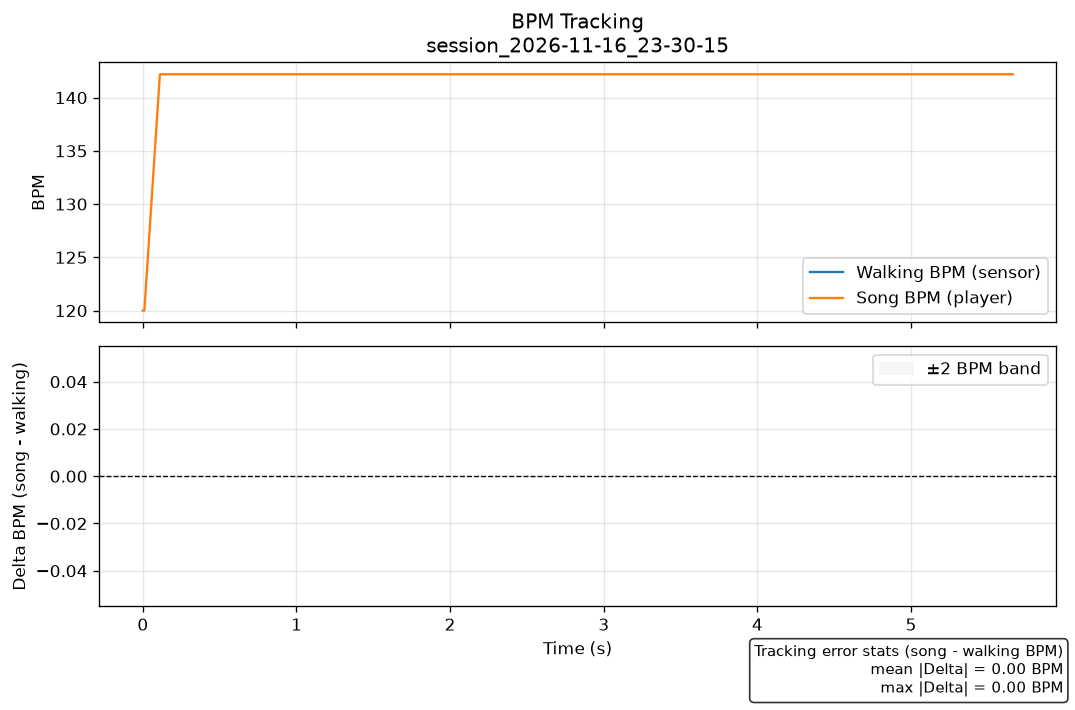 BPM Tracking
session_2026-11-16_23-30-15
140
135
130
125
120
BPM
Walking BPM (sensor)
Song BPM (player)
0.04
0.02
0.00
−0.02
−0.04
Delta BPM (song - walking)
±2 BPM band
0 1 2 3 4 5
Time (s)
Tracking error stats (song - walking BPM)
mean |Delta| = 0.00 BPM
max |Delta| = 0.00 BPM